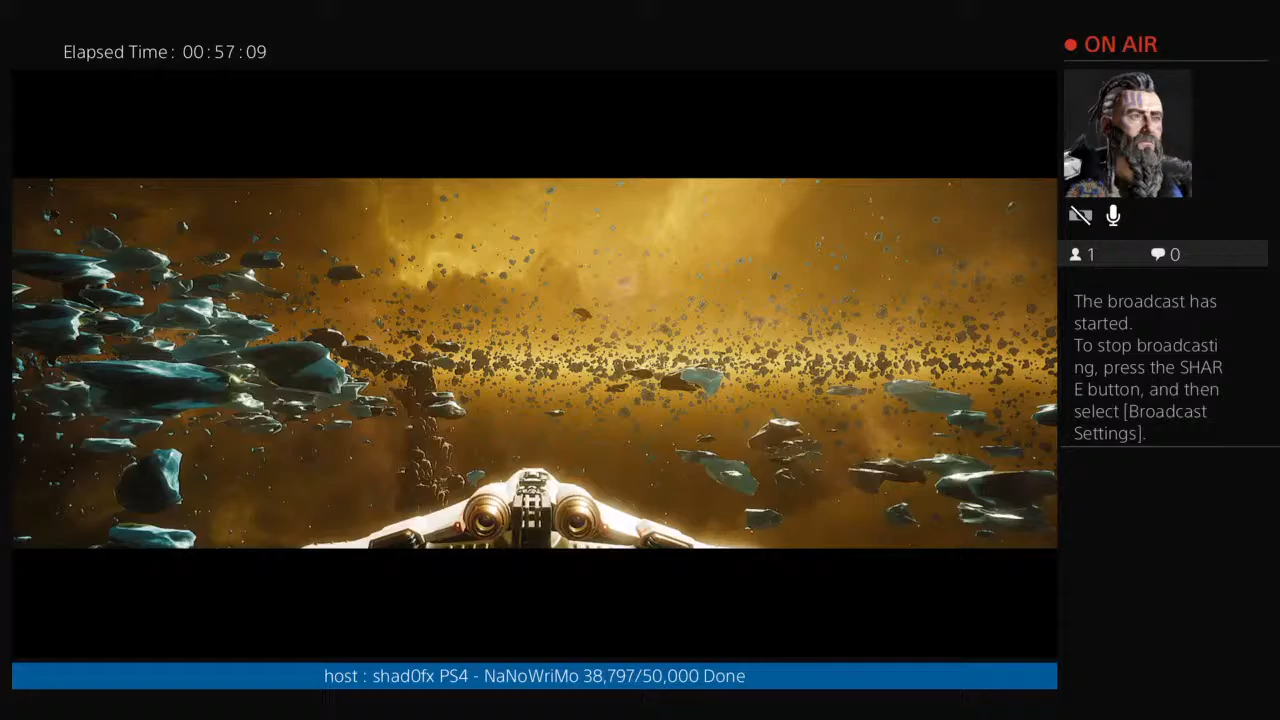 Elapsed Time: 00:57:09
ON AIR
1
0
The broadcast has
started.
To stop broadcasti
ng, press the SHAR
E button, and then
select [Broadcast
Settings].
host : shad0fx PS4 - NaNoWriMo 38,797/50,000 Done